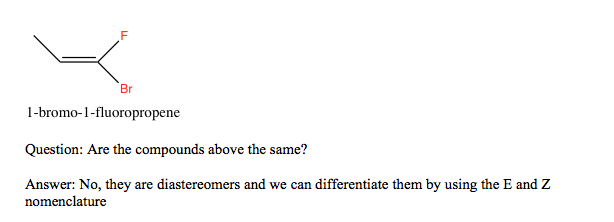 F
Br
1-bromo-1-fluoropropene
Question: Are the compounds above the same?
Answer: No, they are diastereomers and we can differentiate them by using the E and Z
nomenclature